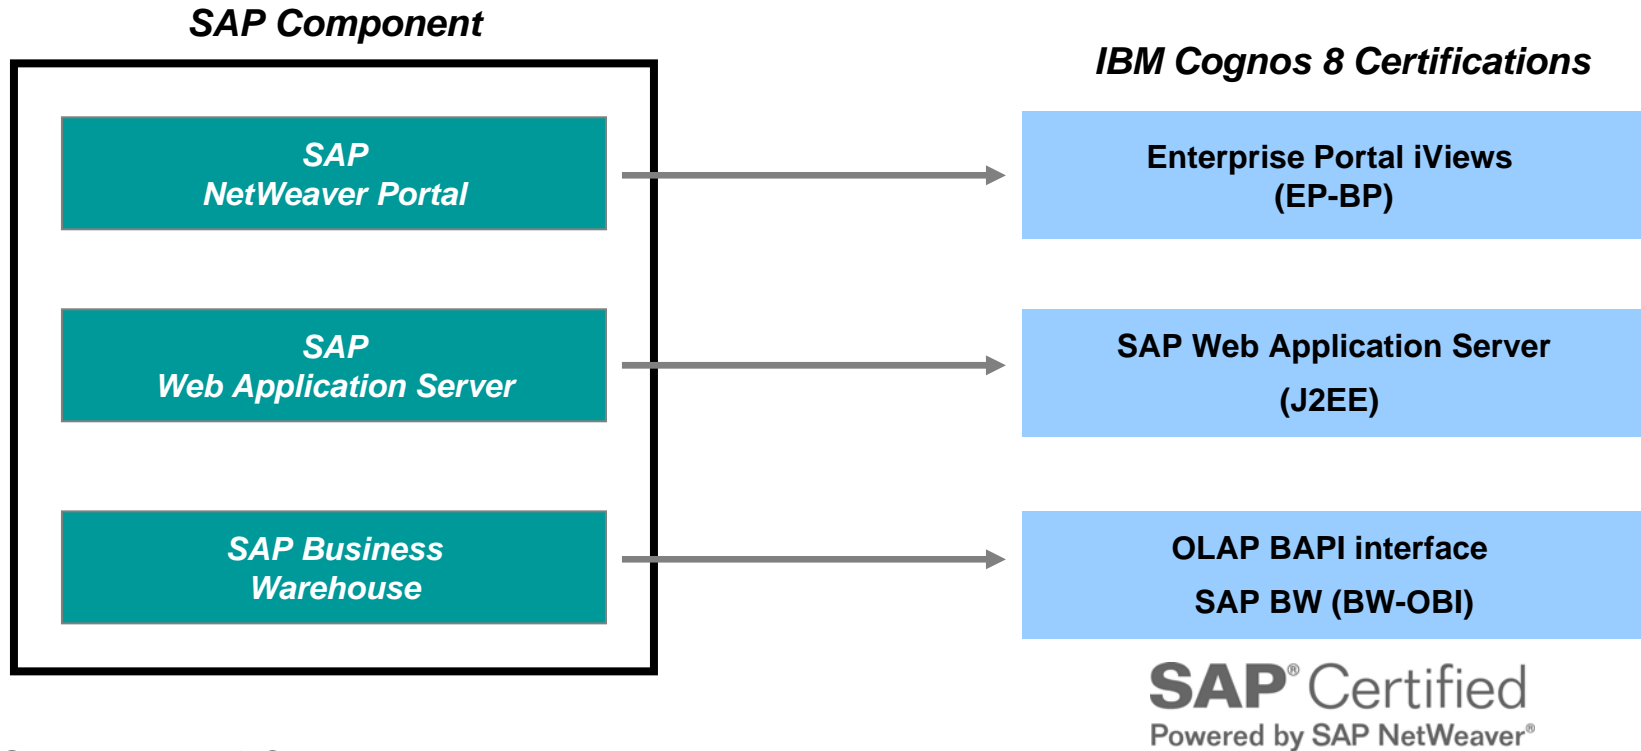 SAP Component
IBM Cognos 8 Certifications
SAP
NetWeaver Portal
Enterprise Portal iViews
(EP-BP)
SAP
Web Application Server
SAP Web Application Server
(J2EE)
SAP Business
Warehouse
OLAP BAPI interface
SAP BW (BW-OBI)
SAP® Certified
Powered by SAP NetWeaver®